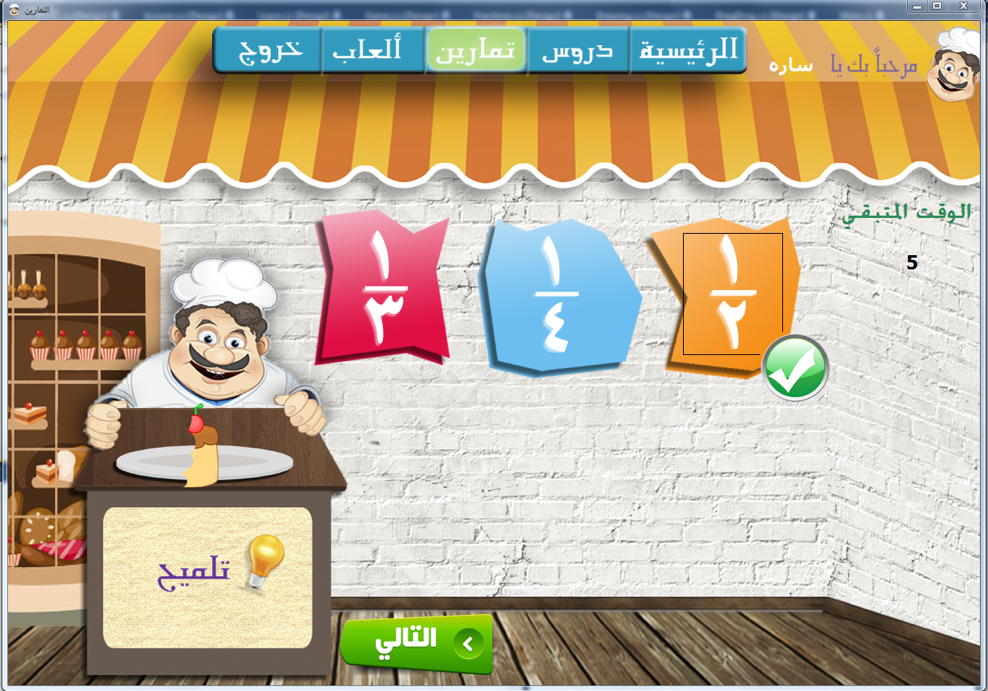 التمارين
الرئيسية دروس تمارين ألعاب خروج
مرحباً بك يا ساره
الوقت المتبقي
5
١
٢
١
٤
١
٣
تلميح
التالي